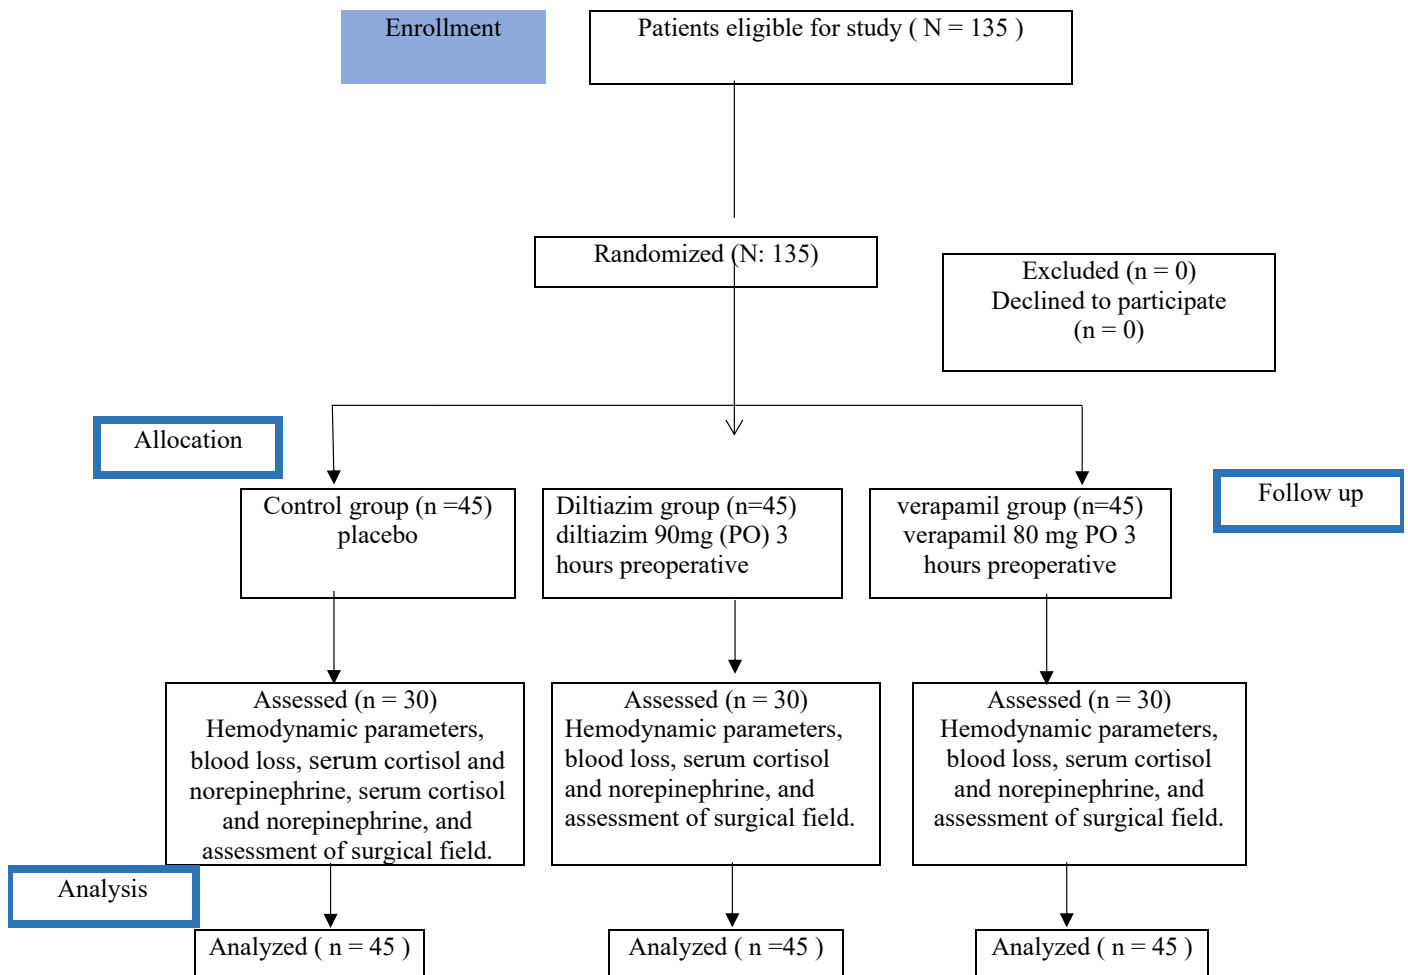 Enrollment
Patients eligible for study ( N = 135 )
Randomized (N: 135)
Excluded (n = 0)
Declined to participate
(n = 0)
Allocation
Follow up
Control group (n =45)
placebo
Diltiazim group (n=45)
diltiazim 90mg (PO) 3
hours preoperative
verapamil group (n=45)
verapamil 80 mg PO 3
hours preoperative
Assessed (n = 30)
Hemodynamic parameters,
blood loss, serum cortisol and
norepinephrine, serum cortisol
and norepinephrine, and
assessment of surgical field.
Assessed (n = 30)
Hemodynamic parameters,
blood loss, serum cortisol
and norepinephrine, and
assessment of surgical field.
Assessed (n = 30)
Hemodynamic parameters,
blood loss, serum cortisol
and norepinephrine, and
assessment of surgical field.
Analysis
Analyzed ( n = 45 )
Analyzed ( n =45 )
Analyzed ( n = 45 )